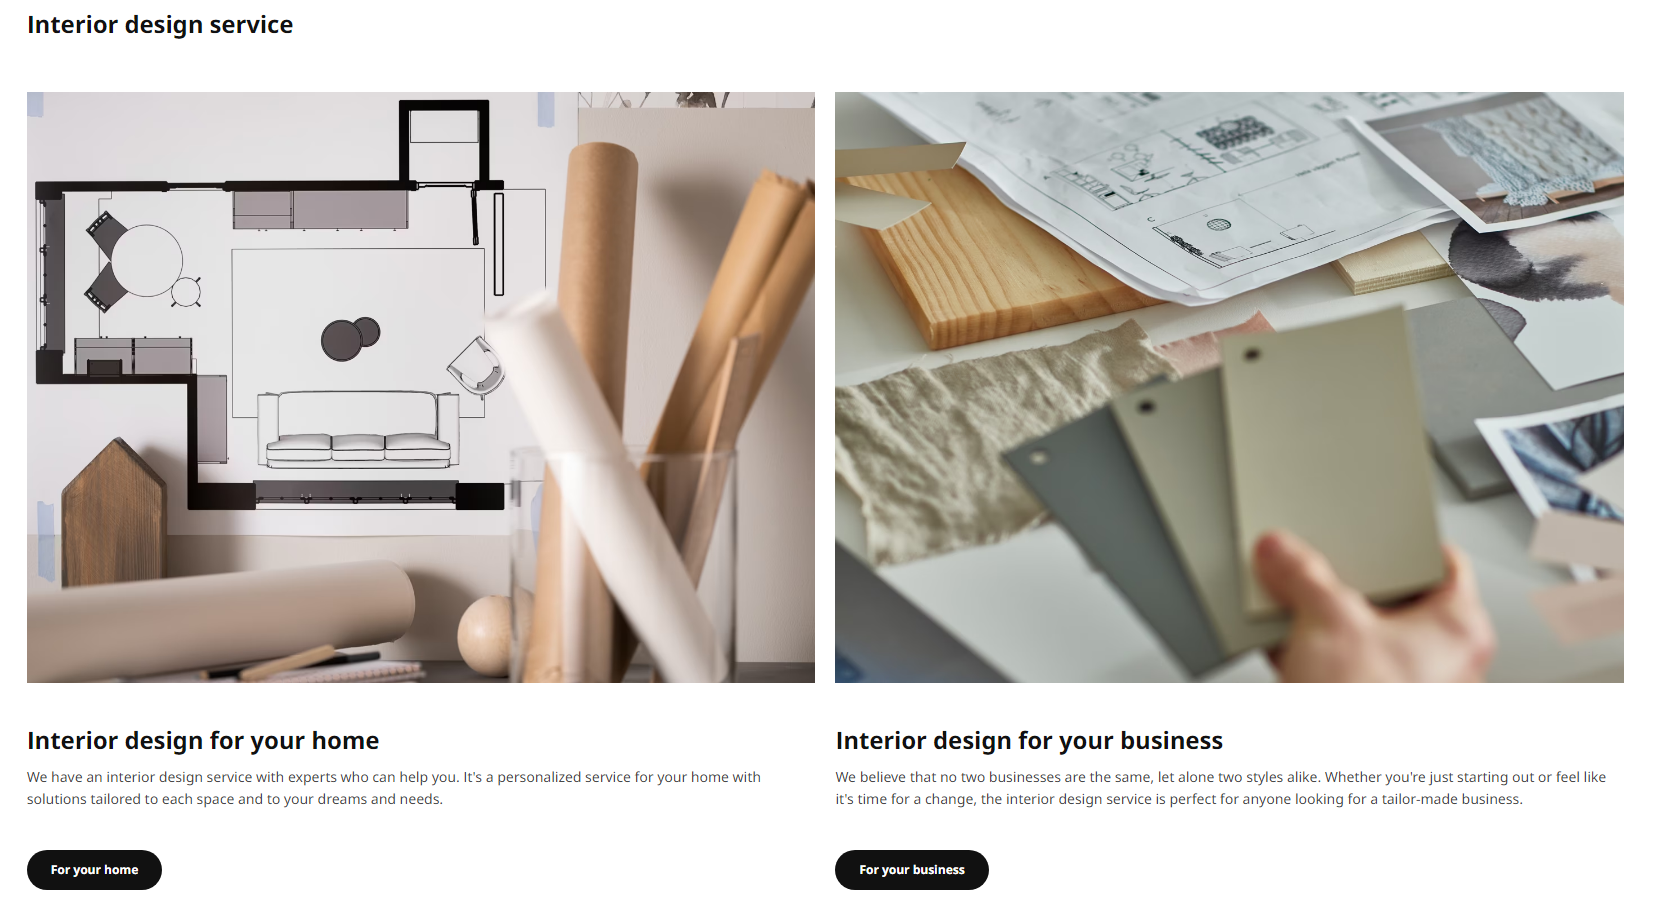 Interior design service
Interior design for your home
We have an interior design service with experts who can help you. It's a personalized service for your home with
solutions tailored to each space and to your dreams and needs.
For your home
Interior design for your business
We believe that no two businesses are the same, let alone two styles alike. Whether you're just starting out or feel like
it's time for a change, the interior design service is perfect for anyone looking for a tailor-made business.
For your business